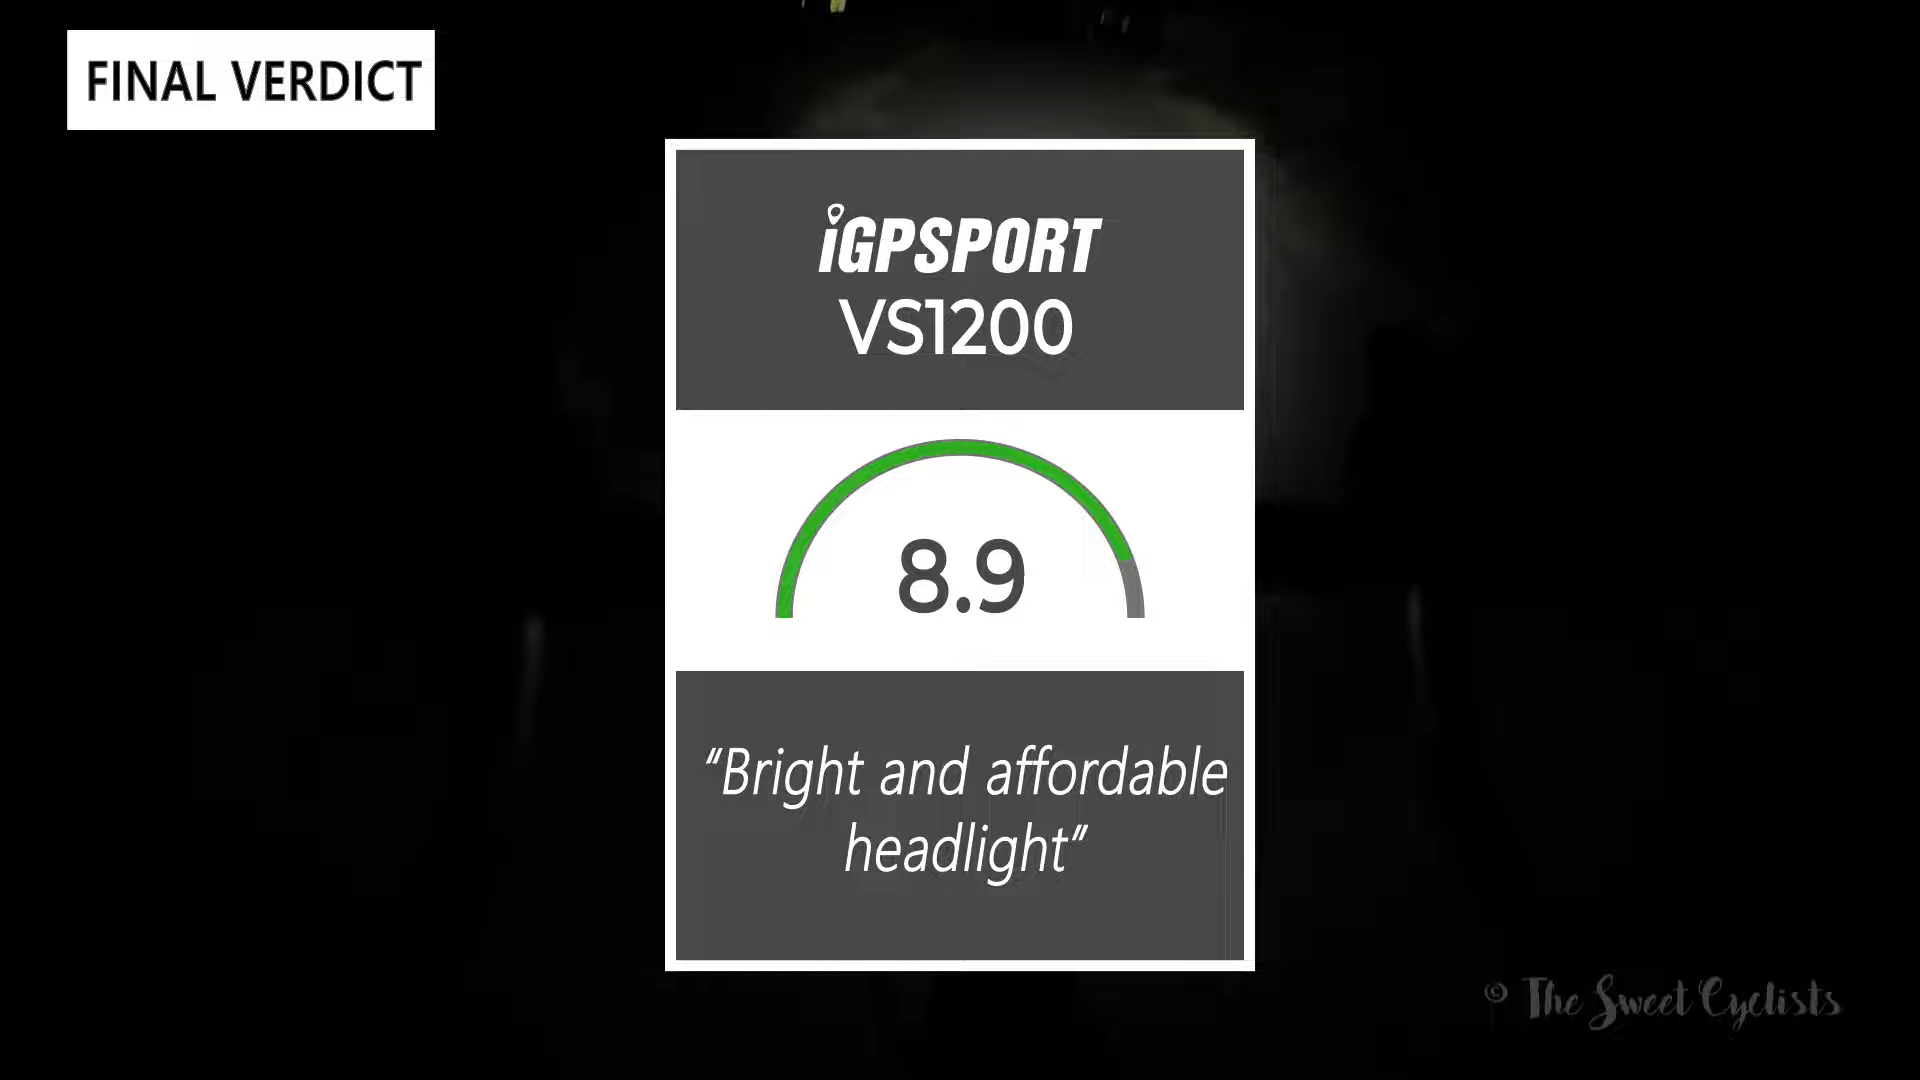 FINAL VERDICT
iGPSPORT
VS1200
8.9
“Bright and affordable
headlight”
© The Sweet Cyclists